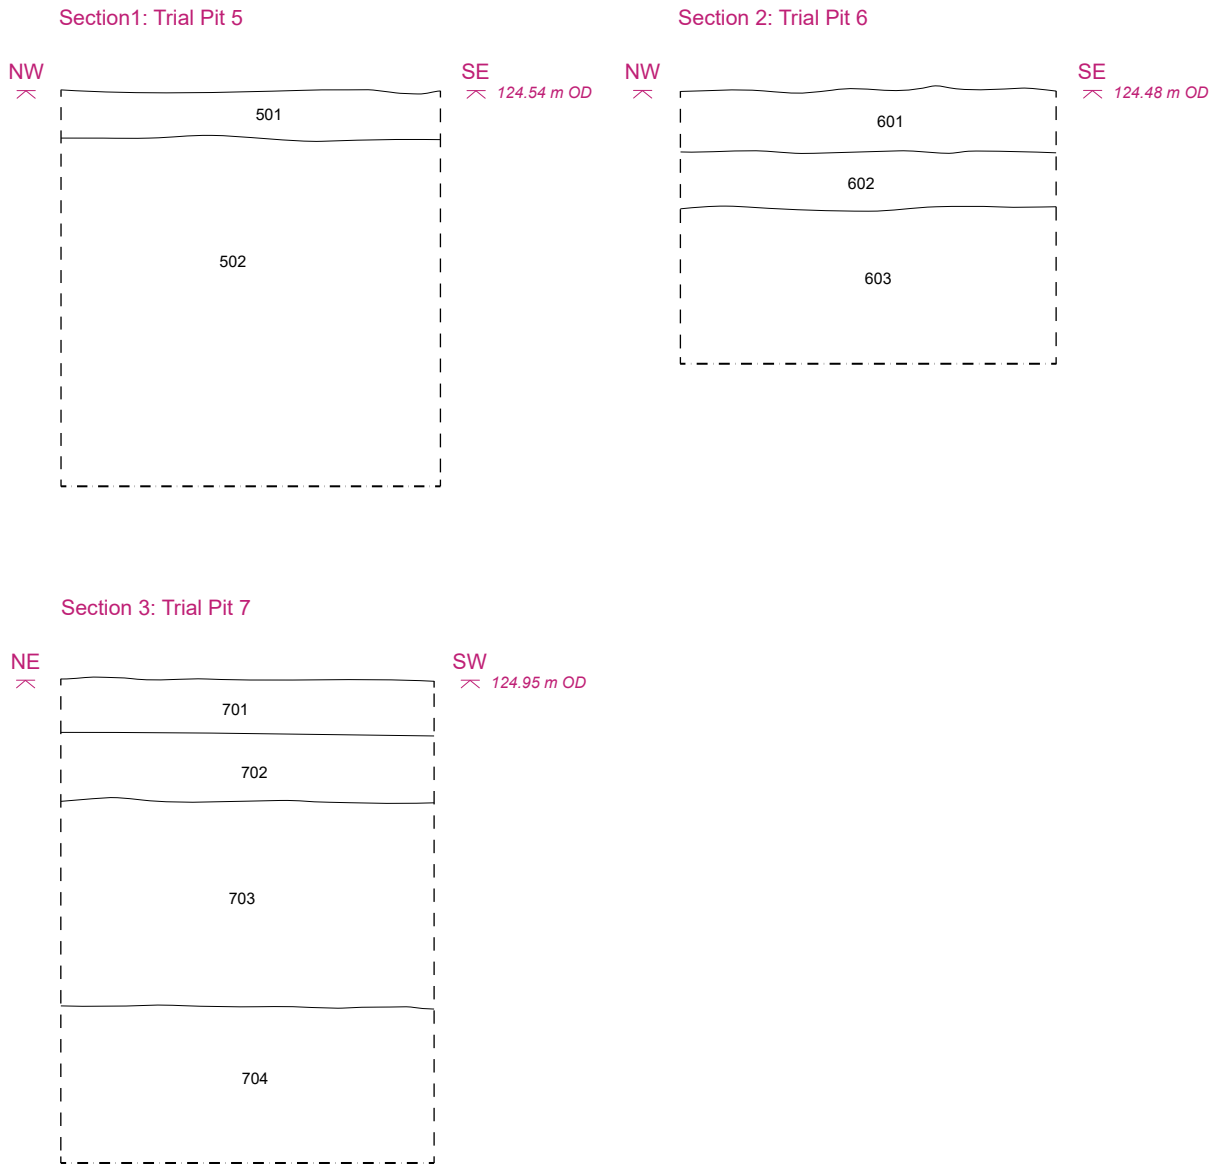 Section1: Trial Pit 5
NW
SE
124.54 m OD
501
502
Section 2: Trial Pit 6
NW
SE
124.48 m OD
601
602
603
Section 3: Trial Pit 7
NE
SW
124.95 m OD
701
702
703
704